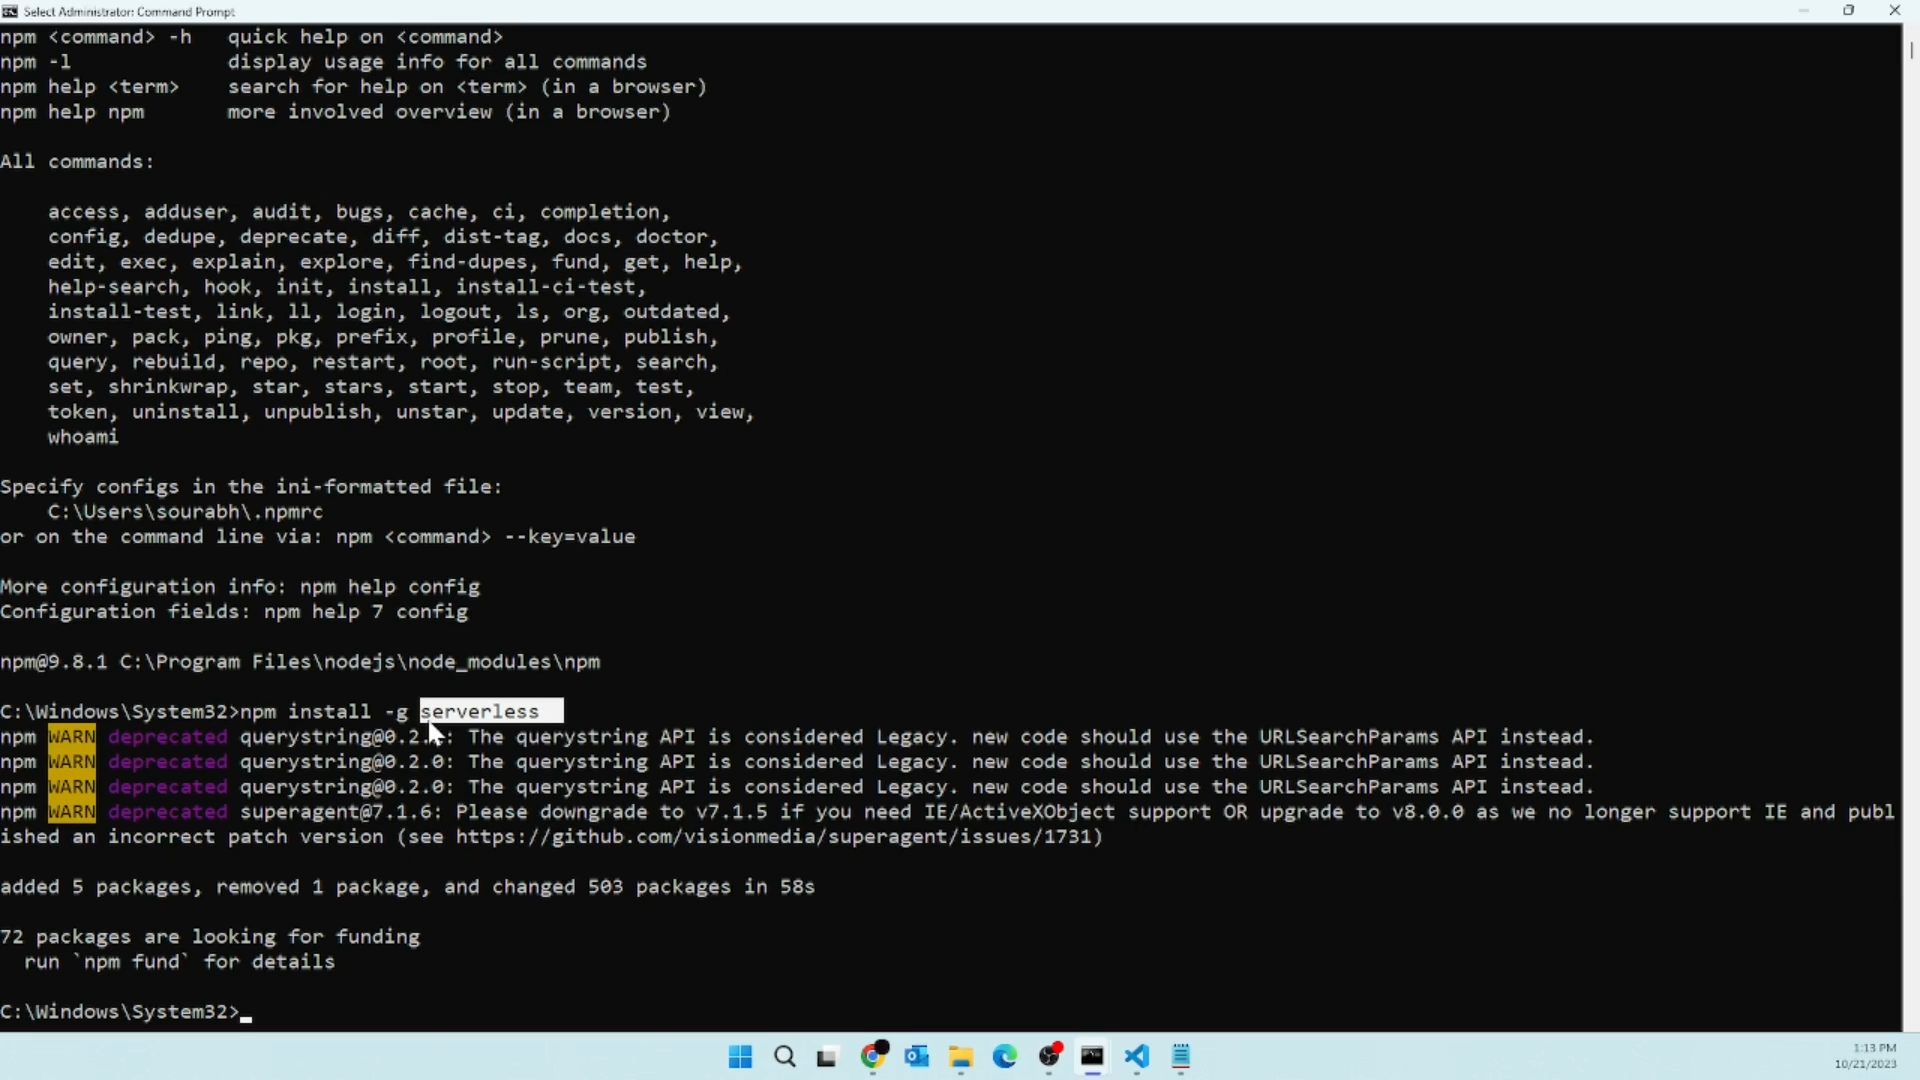 Select Administrator: Command Prompt
npm <command> -h   quick help on <command>
npm -l             display usage info for all commands
npm help <term>    search for help on <term> (in a browser)
npm help npm       more involved overview (in a browser)
All commands:
access, adduser, audit, bugs, cache, ci, completion,
config, dedupe, deprecate, diff, dist-tag, docs, doctor,
edit, exec, explain, explore, find-dupes, fund, get, help,
help-search, hook, init, install, install-ci-test,
install-test, link, ll, login, logout, ls, org, outdated,
owner, pack, ping, pkg, prefix, profile, prune, publish,
query, rebuild, repo, restart, root, run-script, search,
set, shrinkwrap, star, stars, start, stop, team, test,
token, uninstall, unpublish, unstar, update, version, view,
whoami
Specify configs in the ini-formatted file:
C:\Users\sourabh\.npmrc
or on the command line via: npm <command> --key=value
More configuration info: npm help config
Configuration fields: npm help 7 config
npm@9.8.1 C:\Program Files\nodejs\node_modules\npm
C:\Windows\System32>npm install -g serverless
npm WARN deprecated querystring@0.2.: The querystring API is considered Legacy. new code should use the URLSearchParams API instead.
npm WARN deprecated querystring@0.2.0: The querystring API is considered Legacy. new code should use the URLSearchParams API instead.
npm WARN deprecated querystring@0.2.0: The querystring API is considered Legacy. new code should use the URLSearchParams API instead.
npm WARN deprecated superagent@7.1.6: Please downgrade to v7.1.5 if you need IE/ActiveXObject support OR upgrade to v8.0.0 as we no longer support IE and publ
ished an incorrect patch version (see https://github.com/visionmedia/superagent/issues/1731)
added 5 packages, removed 1 package, and changed 503 packages in 58s
72 packages are looking for funding
run `npm fund` for details
C:\Windows\System32>
1:13 PM
10/21/2023